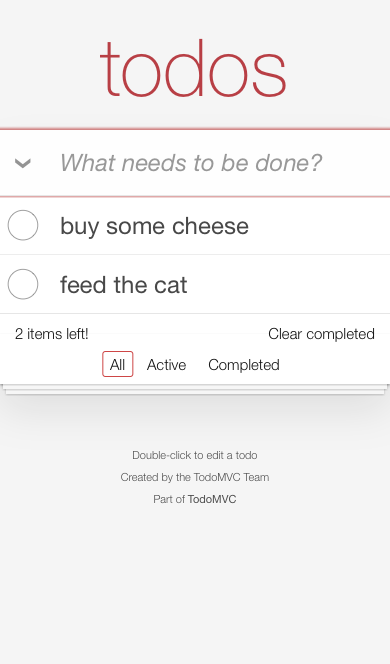 todos
What needs to be done?
buy some cheese
feed the cat
2 items left!
Clear completed
All Active Completed
Double-click to edit a todo
Created by the TodoMVC Team
Part of TodoMVC